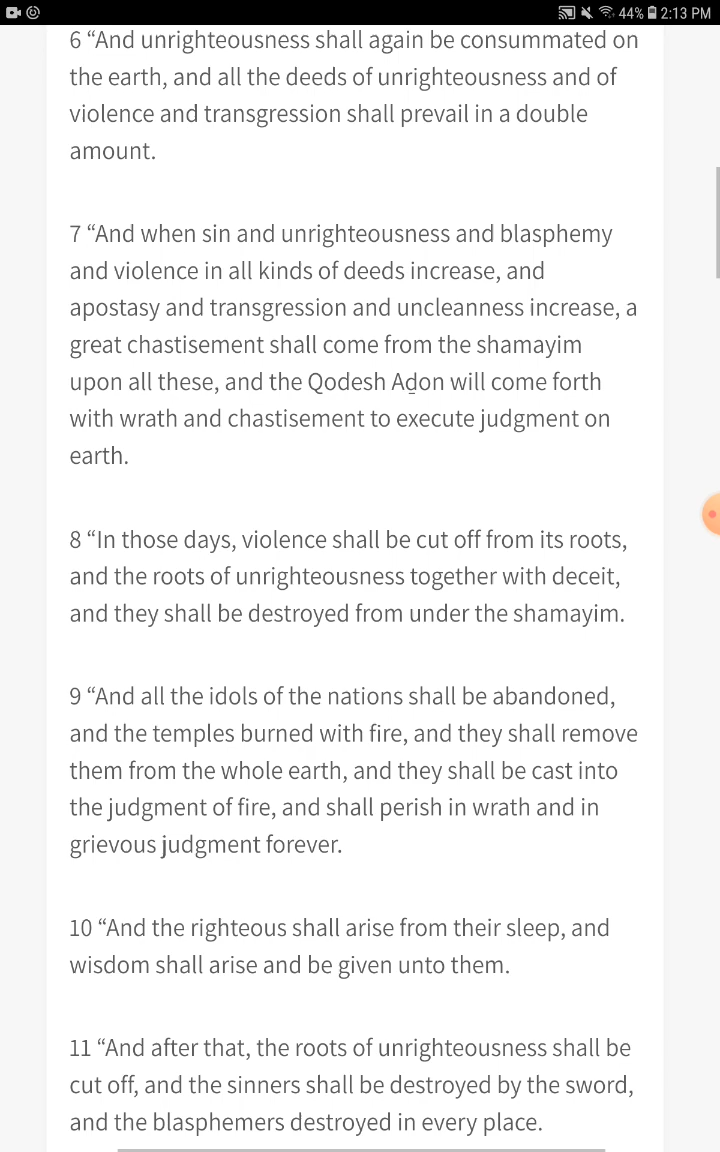 44% 2:13 PM
6 “And unrighteousness shall again be consummated on
the earth, and all the deeds of unrighteousness and of
violence and transgression shall prevail in a double
amount.
7 “And when sin and unrighteousness and blasphemy
and violence in all kinds of deeds increase, and
apostasy and transgression and uncleanness increase, a
great chastisement shall come from the shamayim
upon all these, and the Qodesh Aḏon will come forth
with wrath and chastisement to execute judgment on
earth.
8 “In those days, violence shall be cut off from its roots,
and the roots of unrighteousness together with deceit,
and they shall be destroyed from under the shamayim.
9 “And all the idols of the nations shall be abandoned,
and the temples burned with fire, and they shall remove
them from the whole earth, and they shall be cast into
the judgment of fire, and shall perish in wrath and in
grievous judgment forever.
10 “And the righteous shall arise from their sleep, and
wisdom shall arise and be given unto them.
11 “And after that, the roots of unrighteousness shall be
cut off, and the sinners shall be destroyed by the sword,
and the blasphemers destroyed in every place.